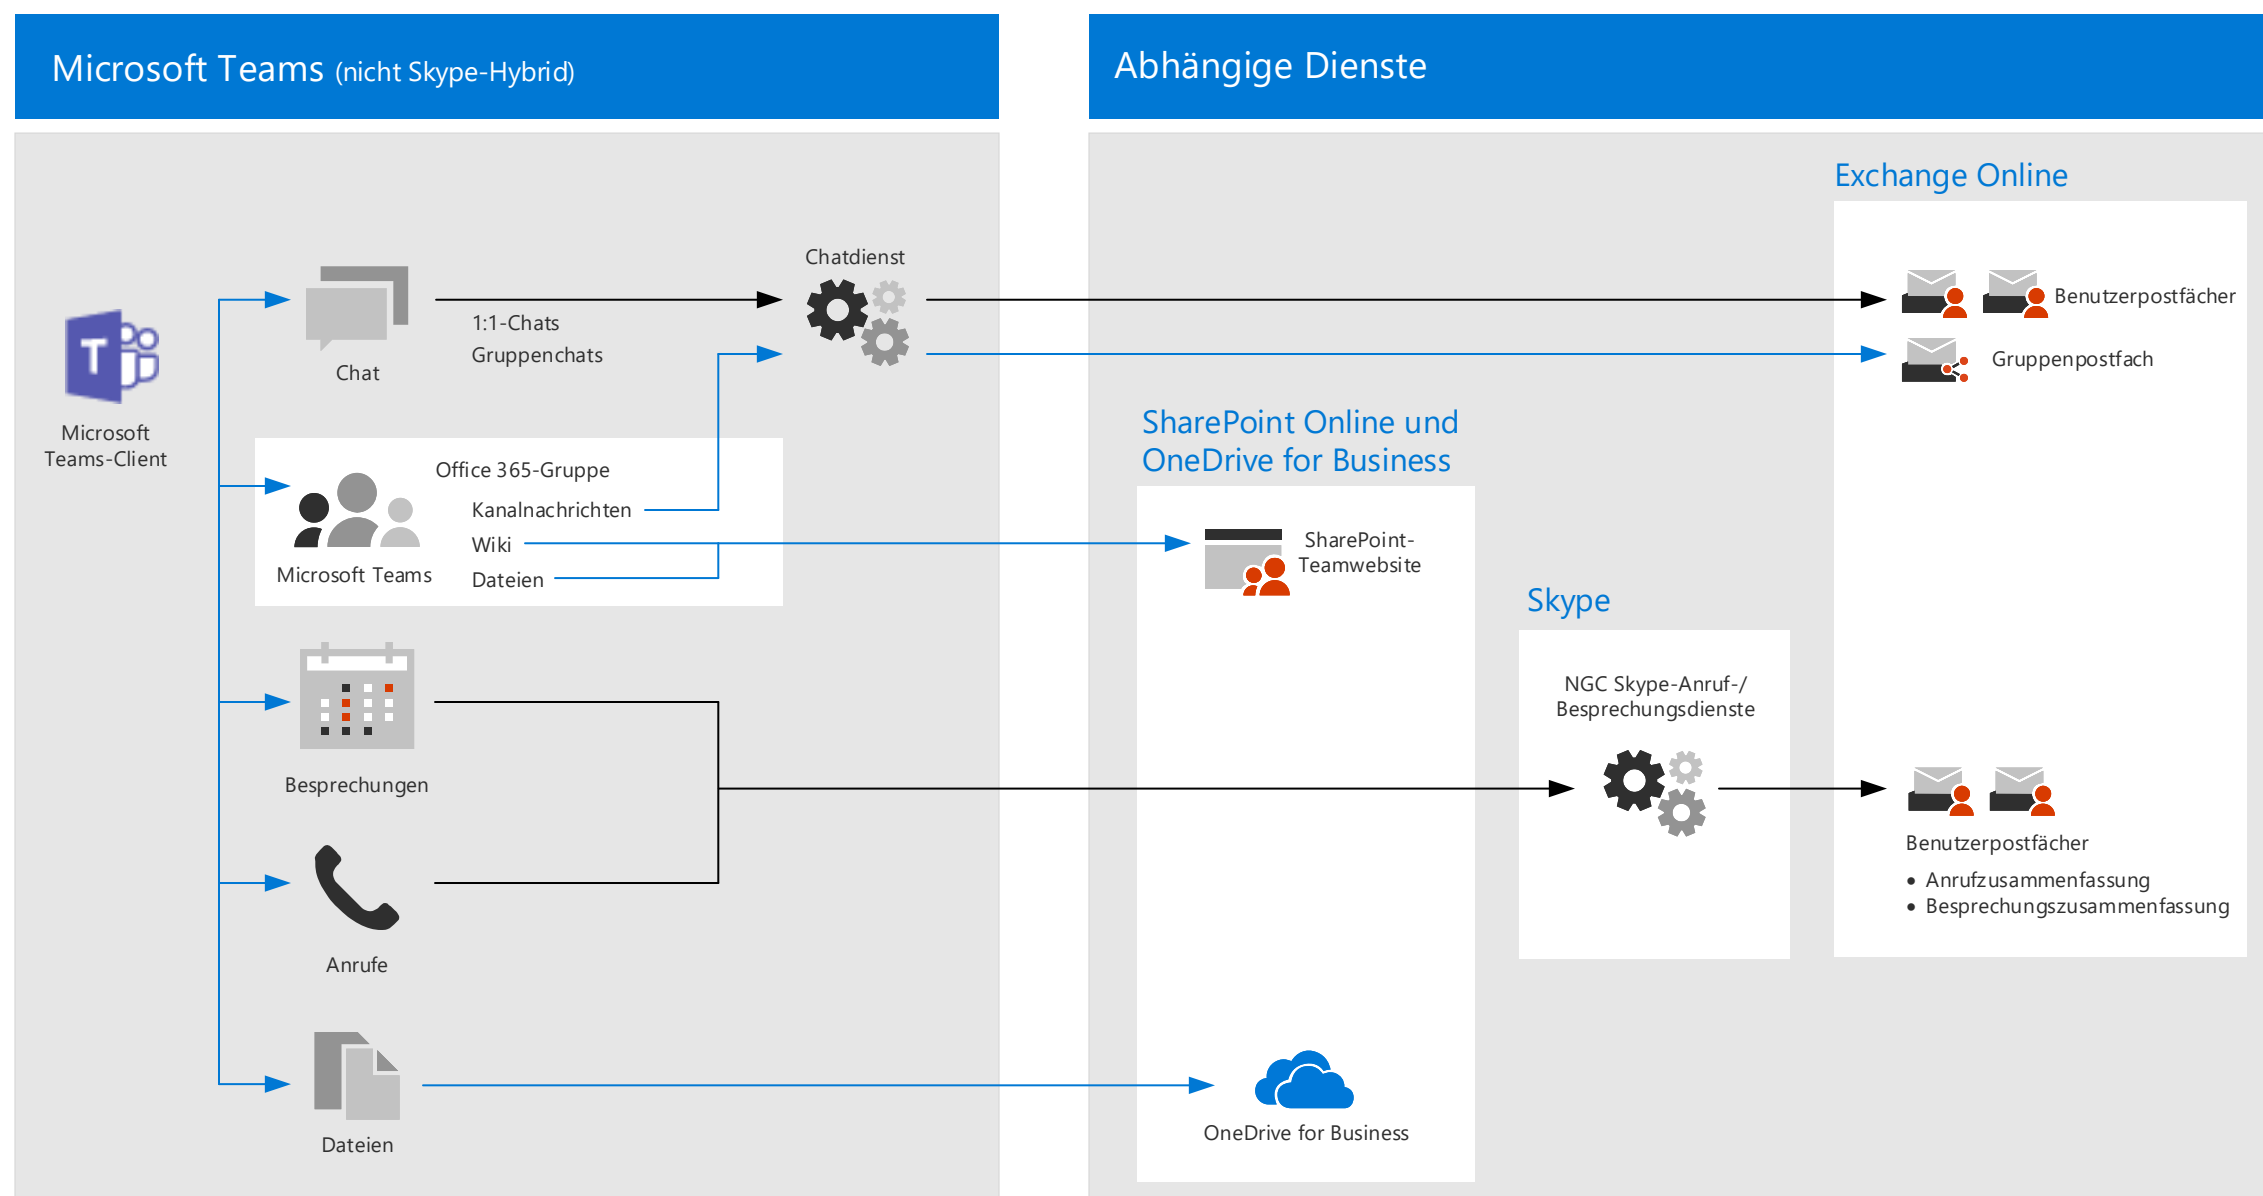 Microsoft Teams (nicht Skype-Hybrid)
Abhängige Dienste
Exchange Online
Chatdienst
Benutzerpostfächer
1:1-Chats
Gruppenchats
Gruppenpostfach
Chat
T
Microsoft
Teams-Client
SharePoint Online und
OneDrive for Business
Office 365-Gruppe
Kanalnachrichten
Wiki
Dateien
Microsoft Teams
SharePoint-
Teamwebsite
Skype
NGC Skype-Anruf-/
Besprechungsdienste
Besprechungen
Benutzerpostfächer
• Anrufzusammenfassung
• Besprechungszusammenfassung
Anrufe
OneDrive for Business
Dateien